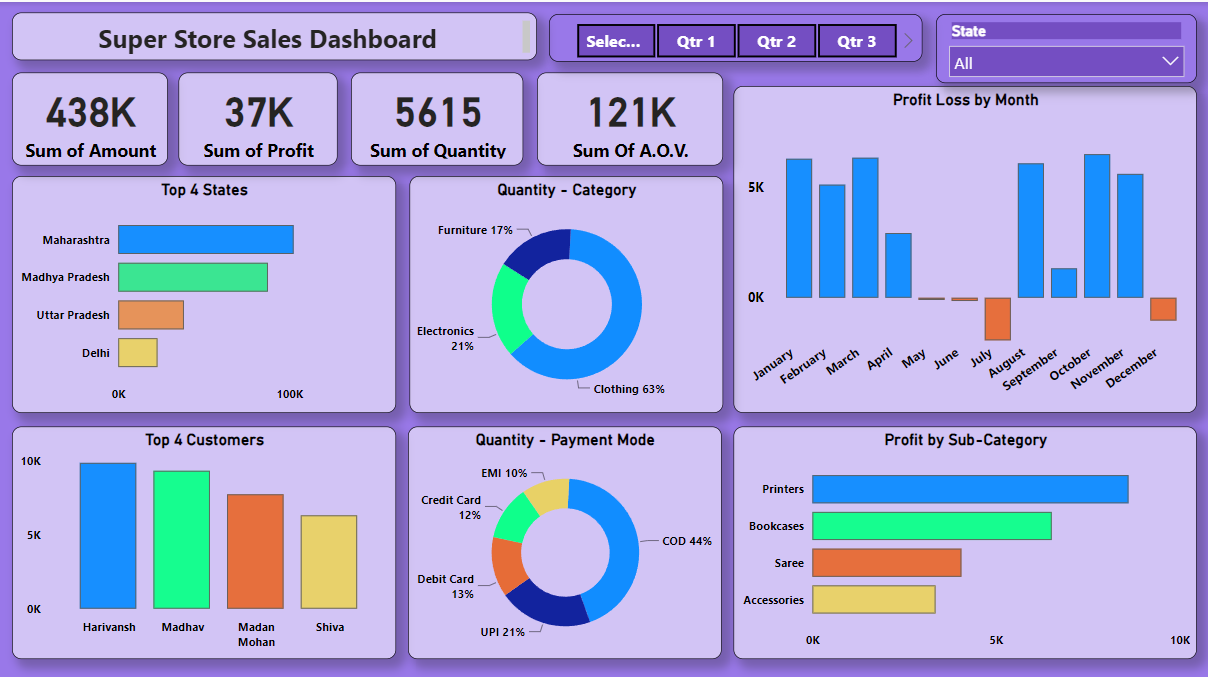 Super Store Sales Dashboard
Selec...
Qtr 1
Qtr 2
Qtr 3
State
All
438K
Sum of Amount
37K
Sum of Profit
5615
Sum of Quantity
121K
Sum Of A.O.V.
Profit Loss by Month
5K
0K
January
February
March
April
May
June
July
August
September
October
November
December
Top 4 States
Maharashtra
Madhya Pradesh
Uttar Pradesh
Delhi
0K
100K
Quantity - Category
Furniture 17%
Electronics
21%
Clothing 63%
Top 4 Customers
10K
5K
0K
Harivansh
Madhav
Madan
Mohan
Shiva
Quantity - Payment Mode
EMI 10%
Credit Card
12%
COD 44%
Debit Card
13%
UPI 21%
Profit by Sub-Category
Printers
Bookcases
Saree
Accessories
0K
5K
10K